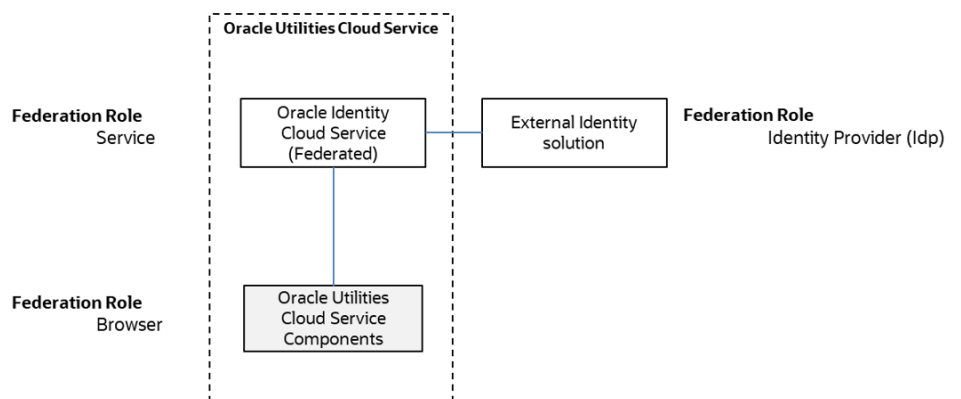 Oracle Utilities Cloud Service
Federation Role
Service
Oracle Identity
Cloud Service
(Federated)
External Identity
solution
Federation Role
Identity Provider (Idp)
Federation Role
Browser
Oracle Utilities
Cloud Service
Components